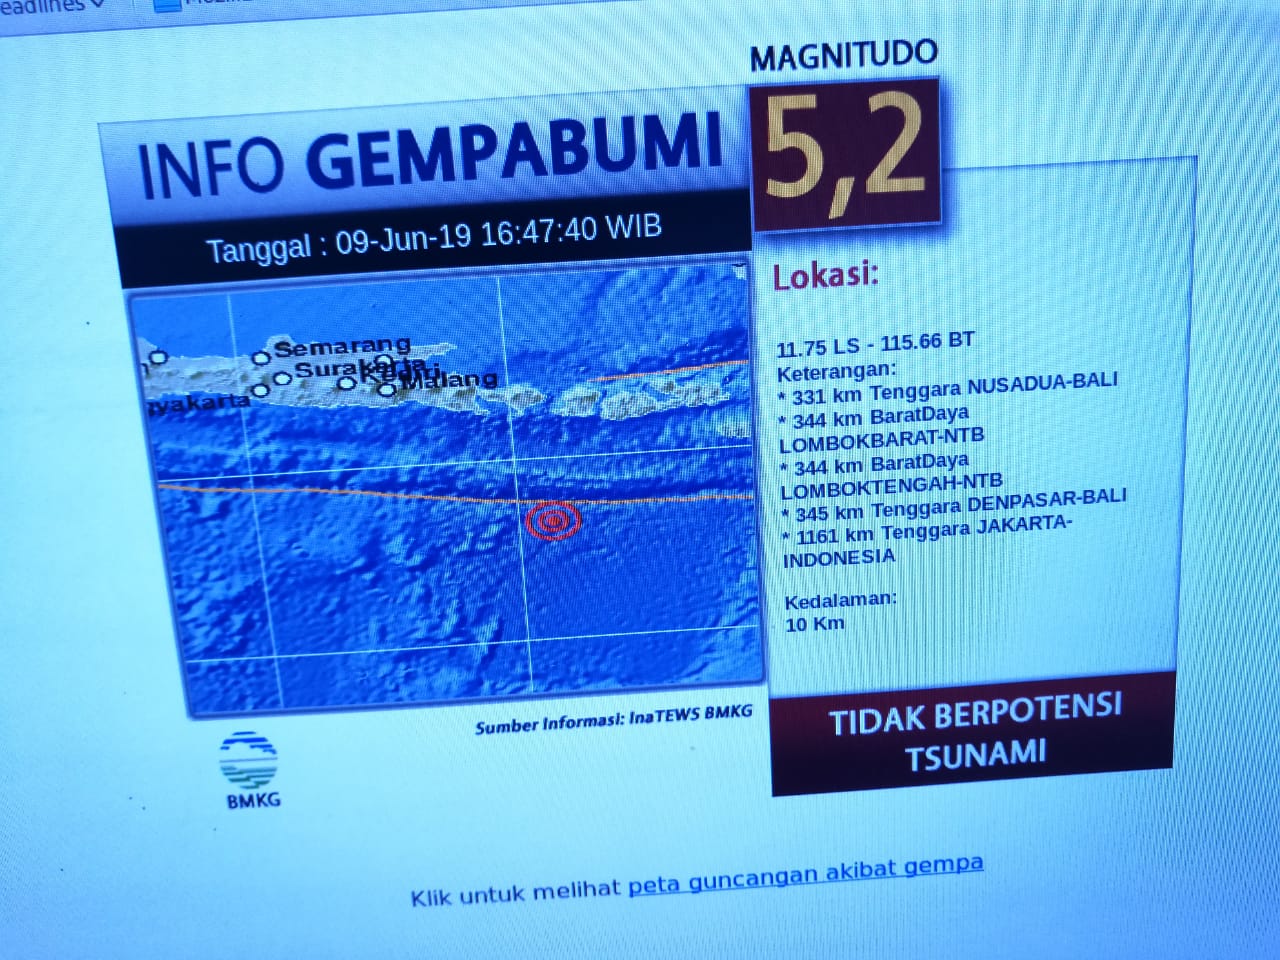 MAGNITUDO
5,2
INFO GEMPABUMI
Tanggal : 09-Jun-19 16:47:40 WIB
Semarang
Surakarta
Malang
Lokasi:
11.75 LS - 115.66 BT
Keterangan:
* 331 km Tenggara NUSADUA-BALI
* 344 km BaratDaya
LOMBOKBARAT-NTB
* 344 km BaratDaya
LOMBOKTENGAH-NTB
* 345 km Tenggara DENPASAR-BALI
* 1161 km Tenggara JAKARTA-
INDONESIA
Kedalaman:
10 Km
TIDAK BERPOTENSI
TSUNAMI
Sumber Informasi: InaTEWS BMKG
BMKG
Klik untuk melihat peta guncangan akibat gempa